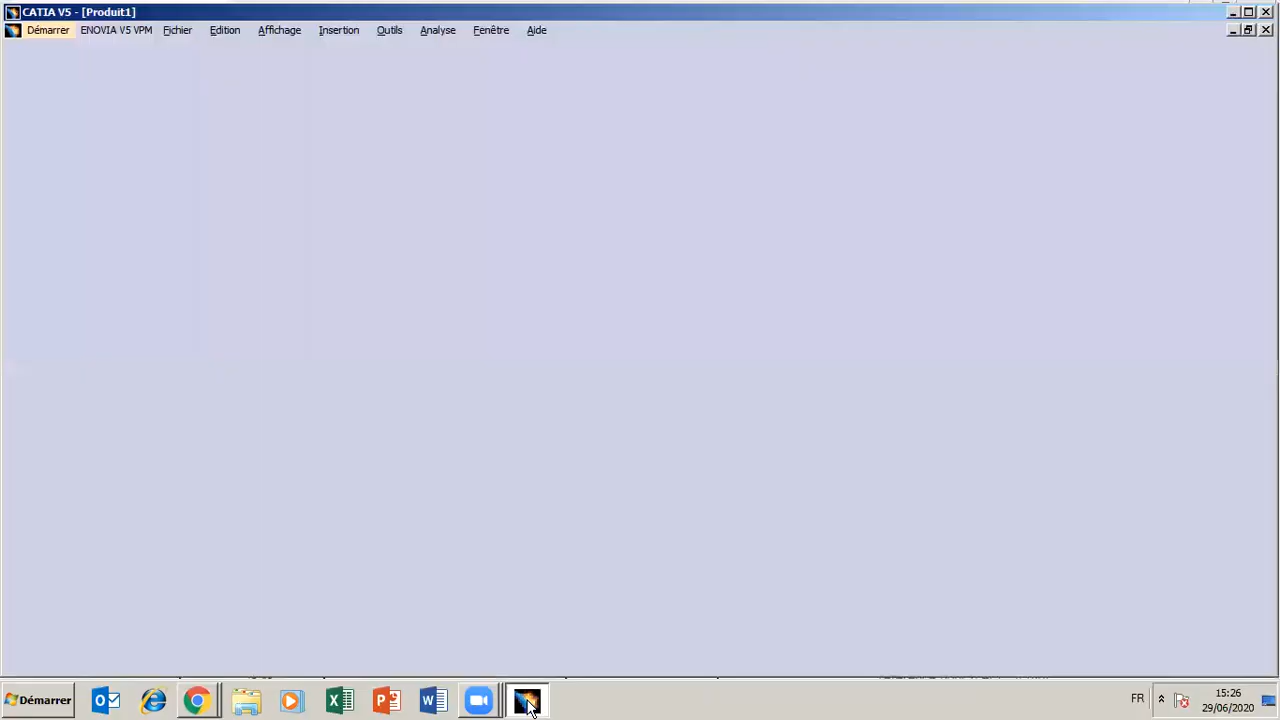 CATIA V5 - [Produit1]
Démarrer ENOVIA V5 VPM Fichier Edition Affichage Insertion Outils Analyse Fenêtre Aide
Démarrer
FR
15:26
29/06/2020